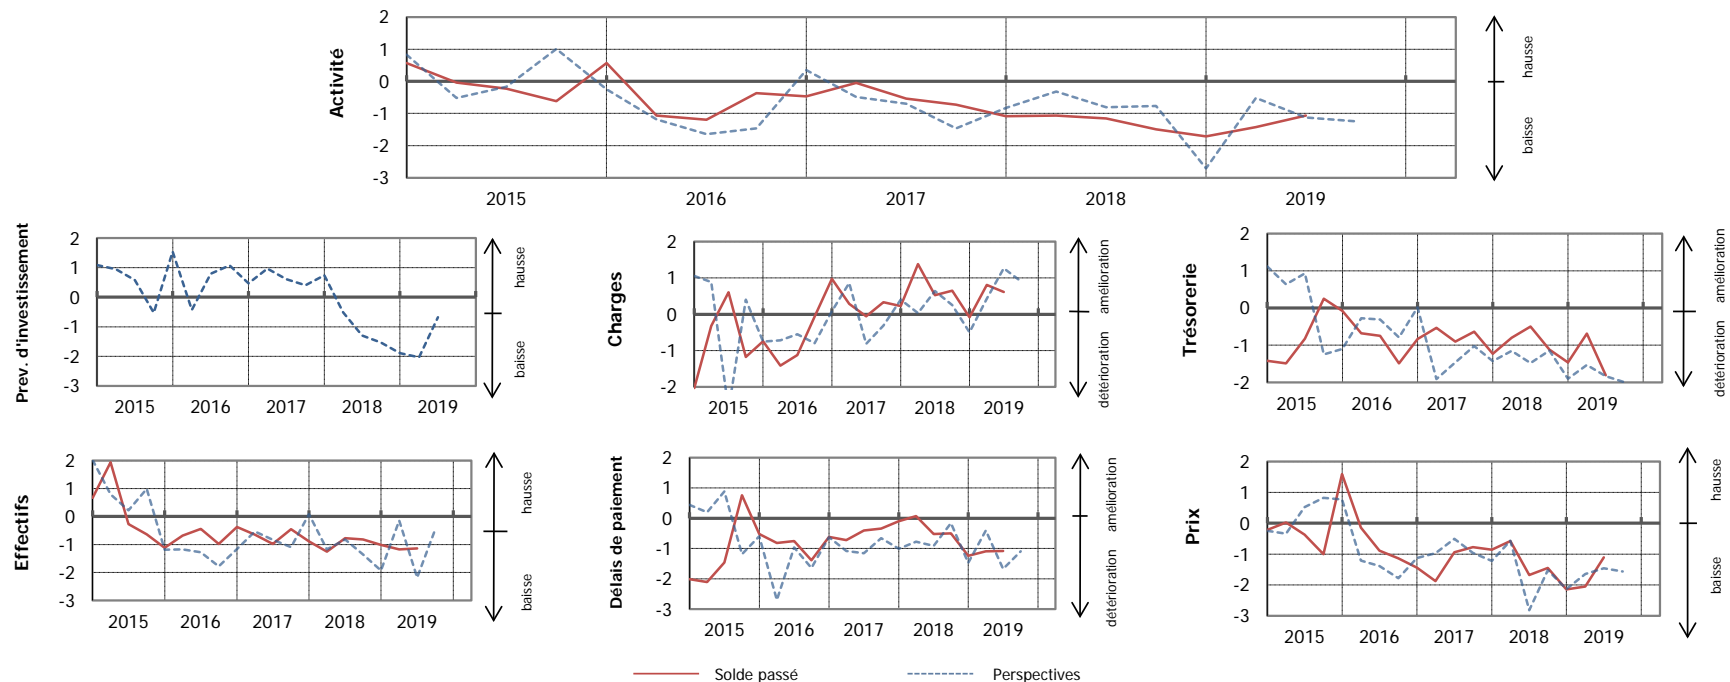 Activité
2
1
0
-1
-2
-3
2015 2016 2017 2018 2019
hausse
baisse
Prev. d'investissement
2
1
0
-1
-2
-3
2015 2016 2017 2018 2019
hausse
baisse
Charges
2
1
0
-1
-2
2015 2016 2017 2018 2019
amélioration
détérioration
Trésorerie
2
1
0
-1
-2
2015 2016 2017 2018 2019
amélioration
détérioration
Effectifs
2
1
0
-1
-2
-3
2015 2016 2017 2018 2019
hausse
baisse
Délais de paiement
2
1
0
-1
-2
-3
2015 2016 2017 2018 2019
amélioration
détérioration
Prix
2
1
0
-1
-2
-3
2015 2016 2017 2018 2019
hausse
baisse
Solde passé Perspectives